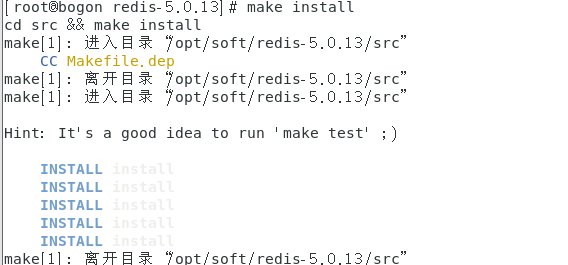 [root@bogon redis-5.0.13]# make install
cd src && make install
make[1]: 进入目录“/opt/soft/redis-5.0.13/src”
CC Makefile.dep
make[1]: 离开目录“/opt/soft/redis-5.0.13/src”
make[1]: 进入目录“/opt/soft/redis-5.0.13/src”
Hint: It's a good idea to run 'make test' ;)
INSTALL install
INSTALL install
INSTALL install
INSTALL install
INSTALL install
make[1]: 离开目录“/opt/soft/redis-5.0.13/src”